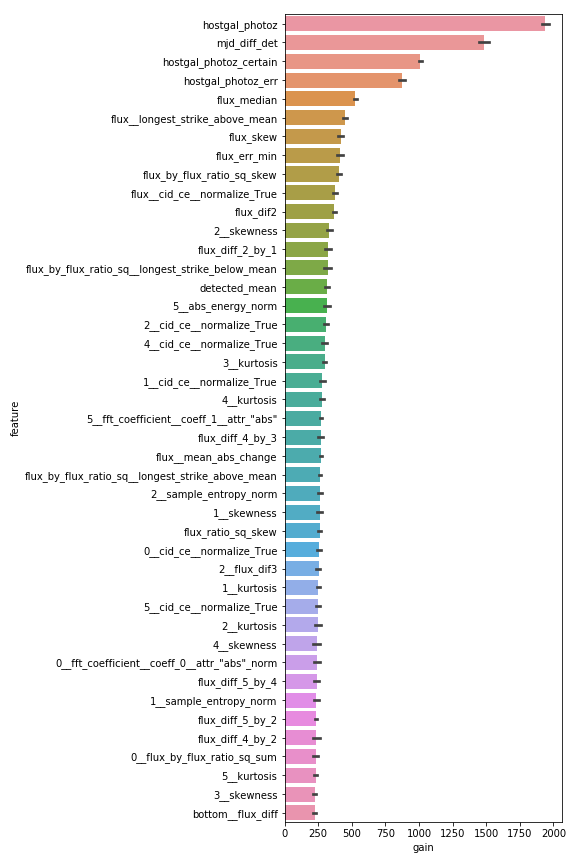 hostgal_photoz
mjd_diff_det
hostgal_photoz_certain
hostgal_photoz_err
flux_median
flux__longest_strike_above_mean
flux_skew
flux_err_min
flux_by_flux_ratio_sq_skew
flux__cid_ce__normalize_True
flux_dif2
2__skewness
flux_diff_2_by_1
flux_by_flux_ratio_sq__longest_strike_below_mean
detected_mean
5__abs_energy_norm
2__cid_ce__normalize_True
4__cid_ce__normalize_True
3__kurtosis
1__cid_ce__normalize_True
4__kurtosis
5__fft_coefficient__coeff_1__attr_"abs"
flux_diff_4_by_3
flux__mean_abs_change
flux_by_flux_ratio_sq__longest_strike_above_mean
2__sample_entropy_norm
1__skewness
flux_ratio_sq_skew
0__cid_ce__normalize_True
2__flux_dif3
1__kurtosis
5__cid_ce__normalize_True
2__kurtosis
4__skewness
0__fft_coefficient__coeff_0__attr_"abs"_norm
flux_diff_5_by_4
1__sample_entropy_norm
flux_diff_5_by_2
flux_diff_4_by_2
0__flux_by_flux_ratio_sq_sum
5__kurtosis
3__skewness
bottom__flux_diff
feature
0 250 500 750 1000 1250 1500 1750 2000
gain